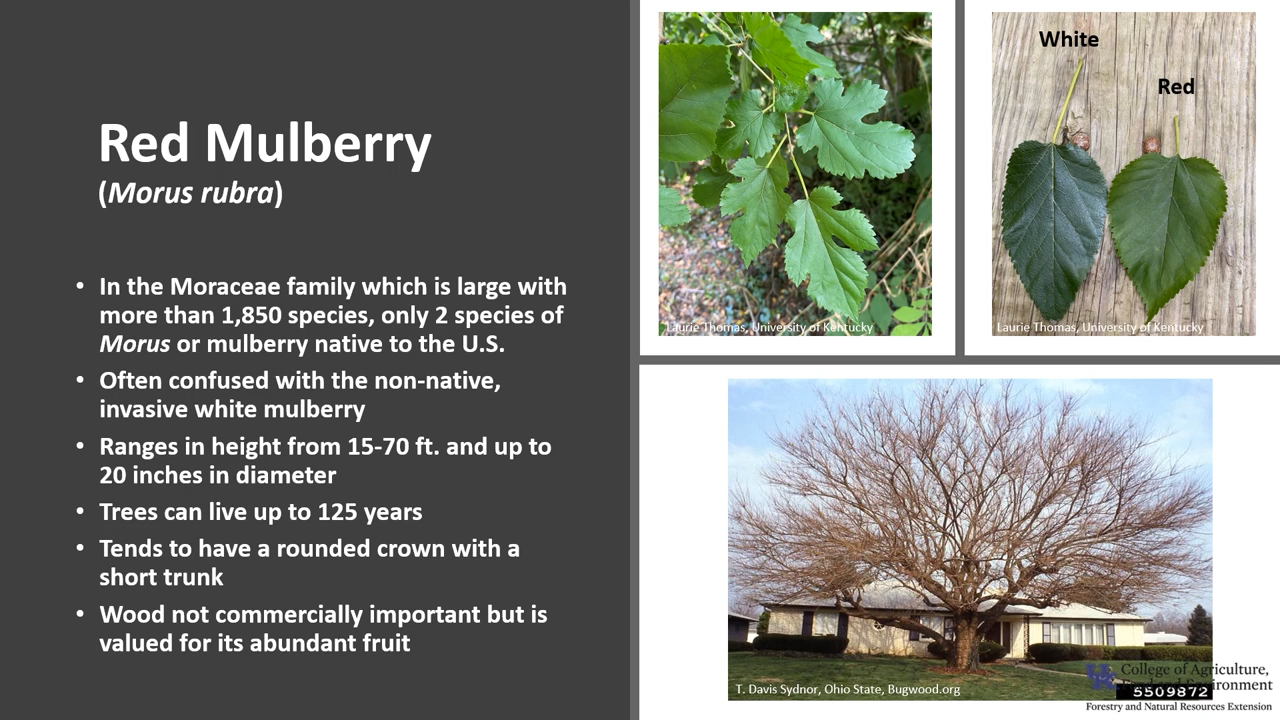 Red Mulberry
(Morus rubra)
• In the Moraceae family which is large with
more than 1,850 species, only 2 species of
Morus or mulberry native to the U.S.
• Often confused with the non-native,
invasive white mulberry
• Ranges in height from 15-70 ft. and up to
20 inches in diameter
• Trees can live up to 125 years
• Tends to have a rounded crown with a
short trunk
• Wood not commercially important but is
valued for its abundant fruit
Laurie Thomas, University of Kentucky
White
Red
Laurie Thomas, University of Kentucky
T. Davis Sydnor, Ohio State, Bugwood.org
College of Agriculture,
Environment
5509872
Forestry and Natural Resources Extension